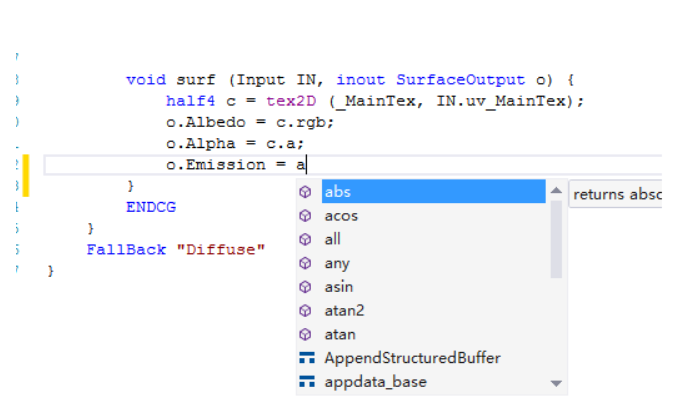 void surf (Input IN, inout SurfaceOutput o) {
half4 c = tex2D (_MainTex, IN.uv_MainTex);
o.Albedo = c.rgb;
o.Alpha = c.a;
o.Emission = a
}
abs
returns absc
ENDCG
acos
}
all
FallBack "Diffuse"
any
}
asin
atan2
atan
AppendStructuredBuffer
appdata_base